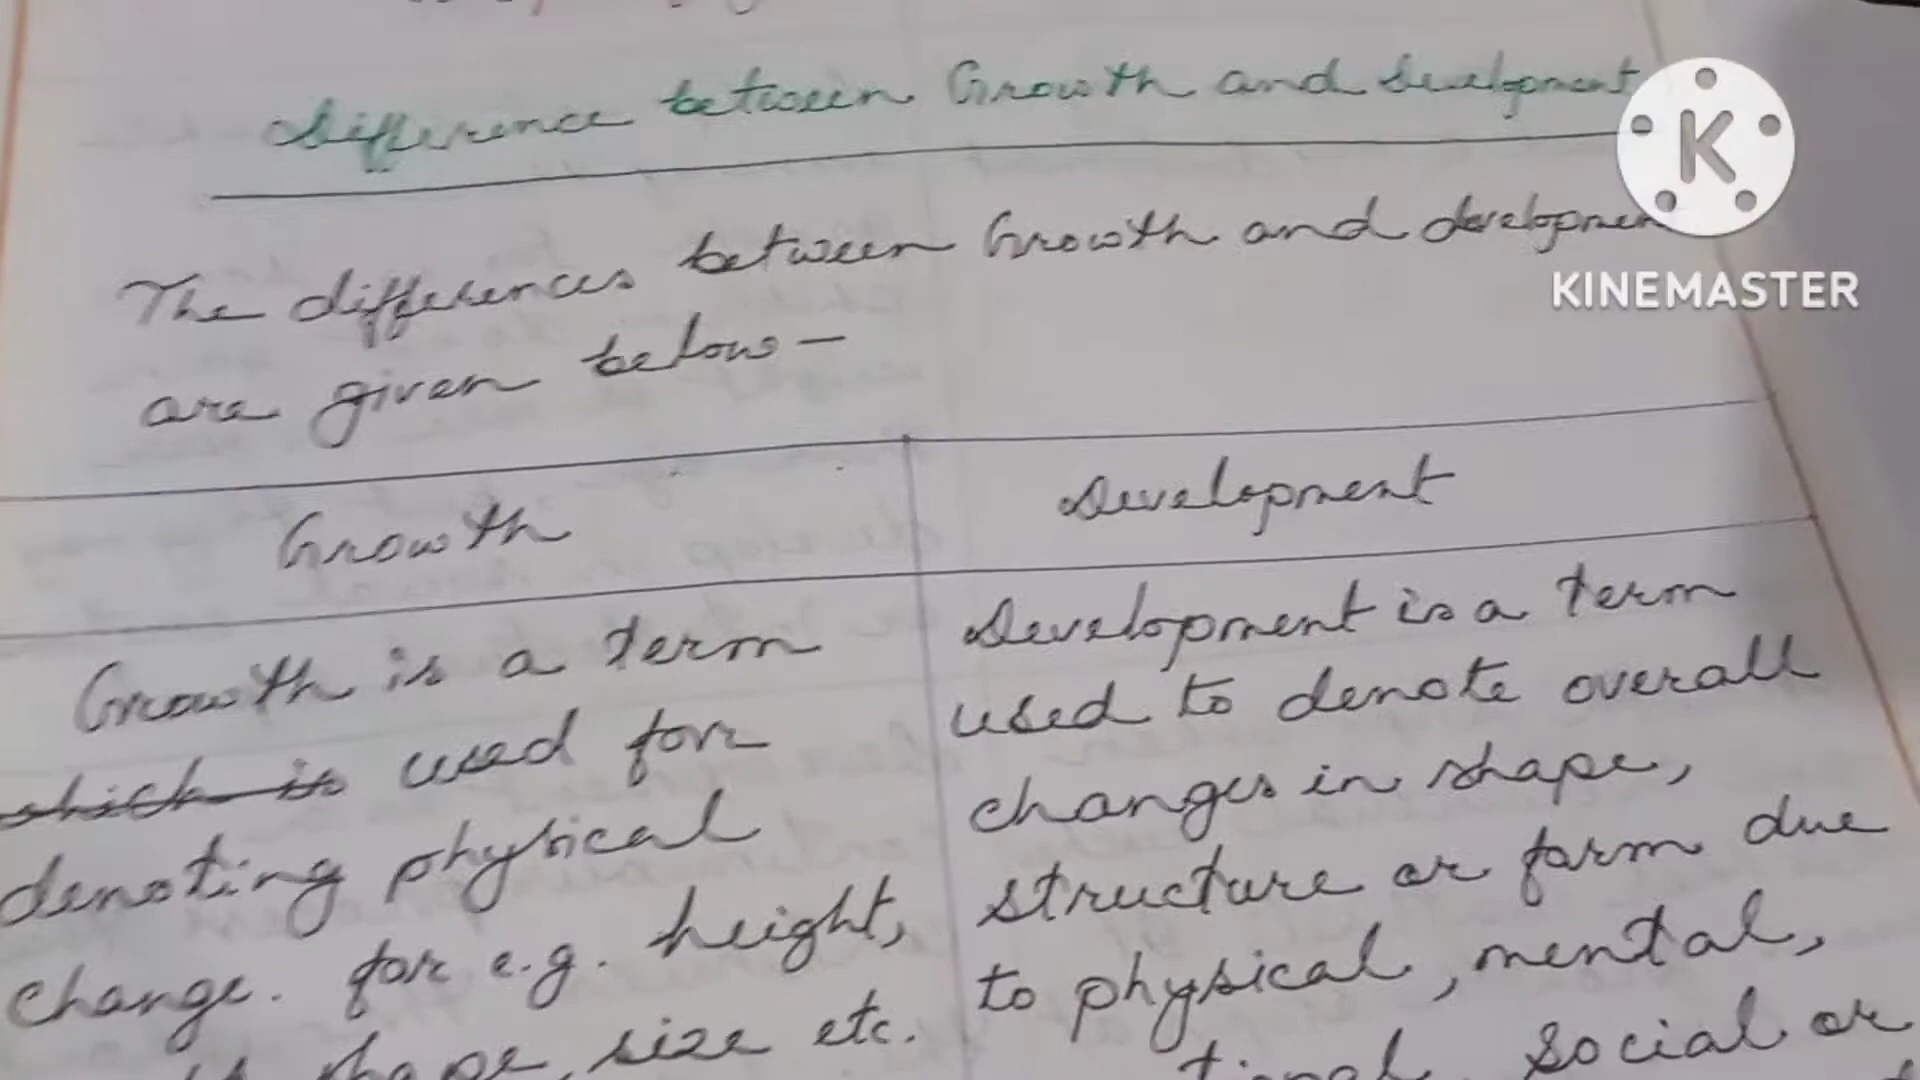 Difference between Growth and development
The differences between Growth and developmen
are given below-
Growth
Development
Growth is a term
which is used for
denoting physical
change. for e.g. height,
shape, size etc.
Development is a term
used to denote overall
changes in shape,
structure or form due
to physical, mental,
social or
K
KINEMASTER